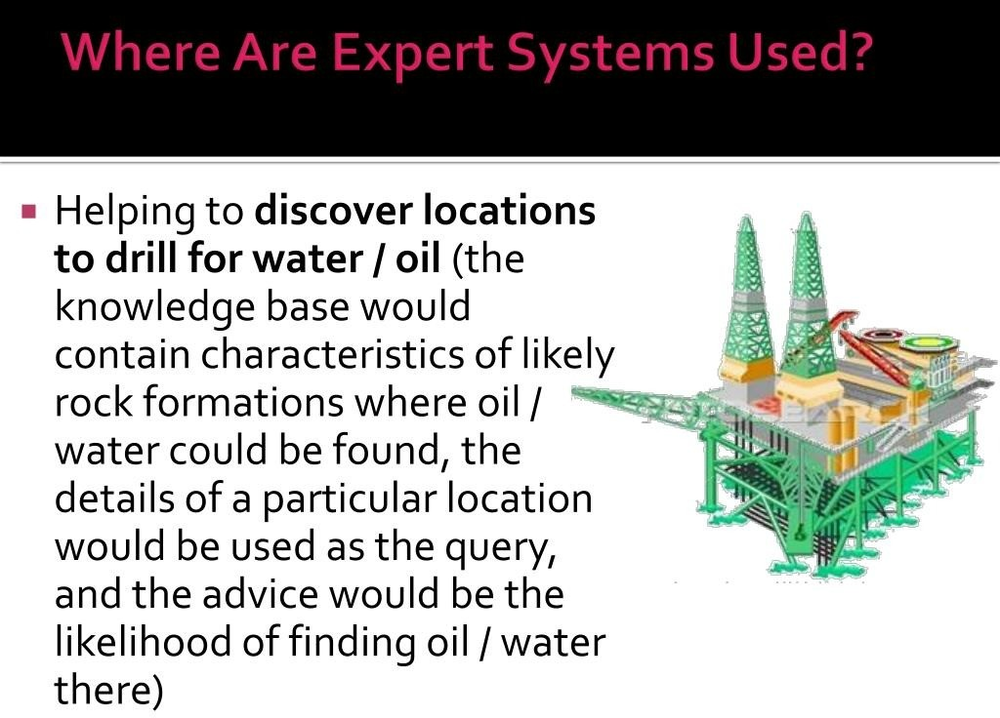 Where Are Expert Systems Used?
Helping to discover locations
to drill for water / oil (the
knowledge base would
contain characteristics of likely
rock formations where oil /
water could be found, the
details of a particular location
would be used as the query,
and the advice would be the
likelihood of finding oil / water
there)